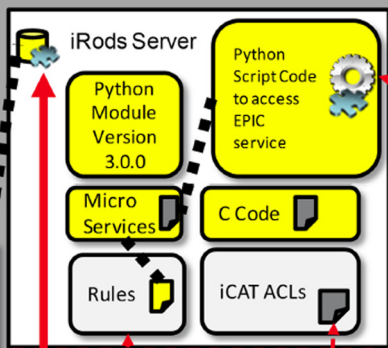 iRods Server
Python
Script Code
to access
EPIC
service
Python
Module
Version
3.0.0
Micro
Services
C Code
Rules
iCAT ACLs